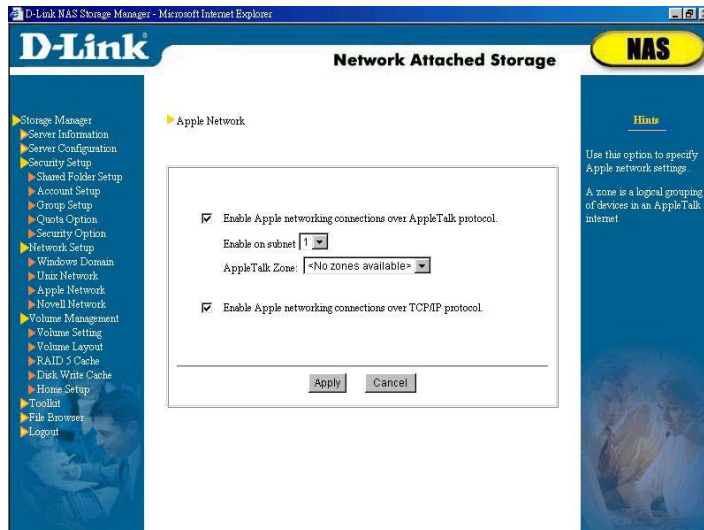 D-Link NAS Storage Manager - Microsoft Internet Explorer
D-Link
Network Attached Storage
NAS
Storage Manager
Server Information
Server Configuration
Security Setup
Shared Folder Setup
Account Setup
Group Setup
Quota Option
Security Option
Network Setup
Windows Domain
Unix Network
Apple Network
Novell Network
Volume Management
Volume Setting
Volume Layout
RAID 5 Cache
Disk Write Cache
Home Setup
Toolkit
File Browser
Logout
Apple Network
Enable Apple networking connections over AppleTalk protocol.
Enable on subnet 1
AppleTalk Zone: <No zones available>
Enable Apple networking connections over TCP/IP protocol.
Apply Cancel
Hints
Use this option to specify
Apple network settings.
A zone is a logical grouping
of devices in an AppleTalk
internet